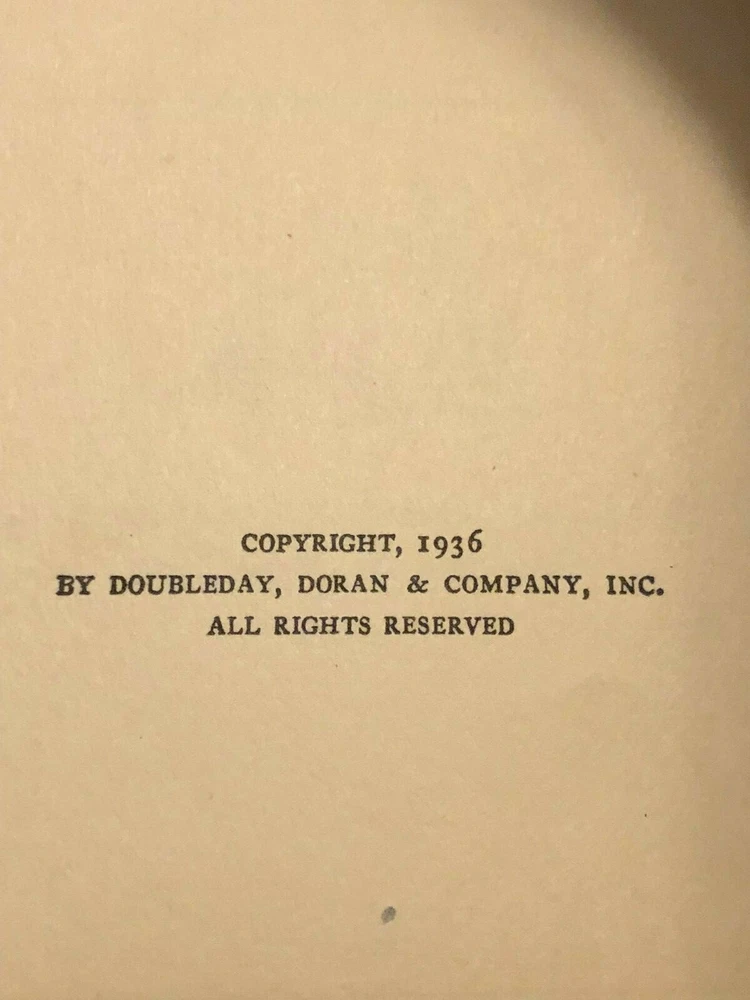 COPYRIGHT, 1936
BY DOUBLEDAY, DORAN & COMPANY, INC.
ALL RIGHTS RESERVED